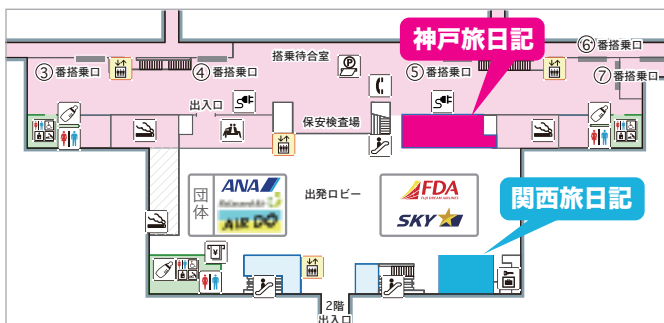 神戸旅日記
⑥番搭乗口
搭乗待合室
P
③番搭乗口
④番搭乗口
⑤番搭乗口
⑦番搭乗口
出入口
保安検査場
団体
ANA
AIR DO
出発ロビー
FDA
FUJI DREAM AIRLINES
SKY
関西旅日記
¥
2階
出入口